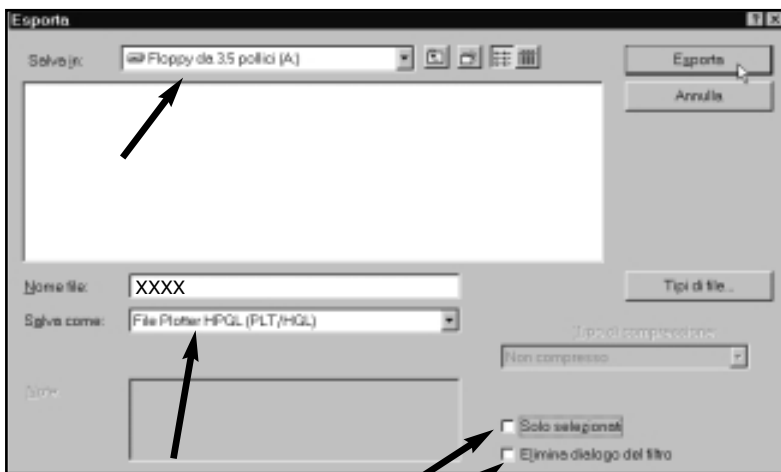 Esporta
Salva in:
Floppy da 3.5 pollici (A:)
Esporta
Annulla
Nome file:
XXXX
Tipi di file...
Salva come:
File Plotter HPGL (PLT/HGL)
Tipo di compressione:
Non compresso
Note:
Solo selezionati
Elimina dialogo del filtro